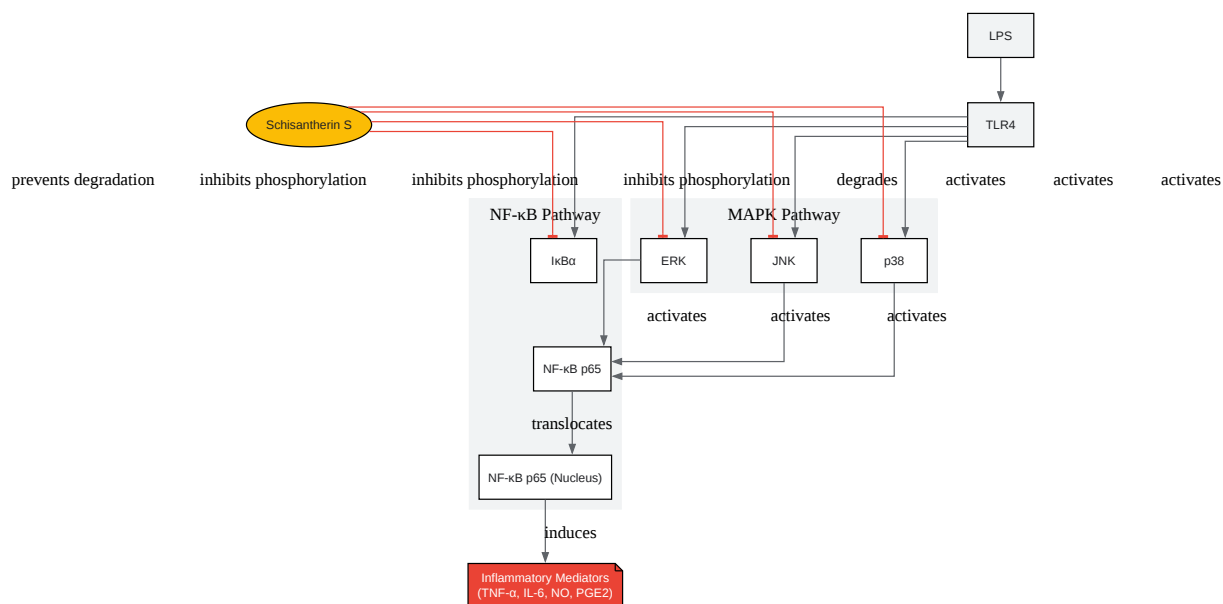 LPS
Schisantherin S
TLR4
prevents degradation
inhibits phosphorylation
inhibits phosphorylation
inhibits phosphorylation
degrades
activates
activates
activates
NF-κB Pathway
MAPK Pathway
IκBα
ERK
JNK
p38
activates
activates
activates
NF-κB p65
translocates
NF-κB p65 (Nucleus)
induces
Inflammatory Mediators
(TNF-α, IL-6, NO, PGE2)